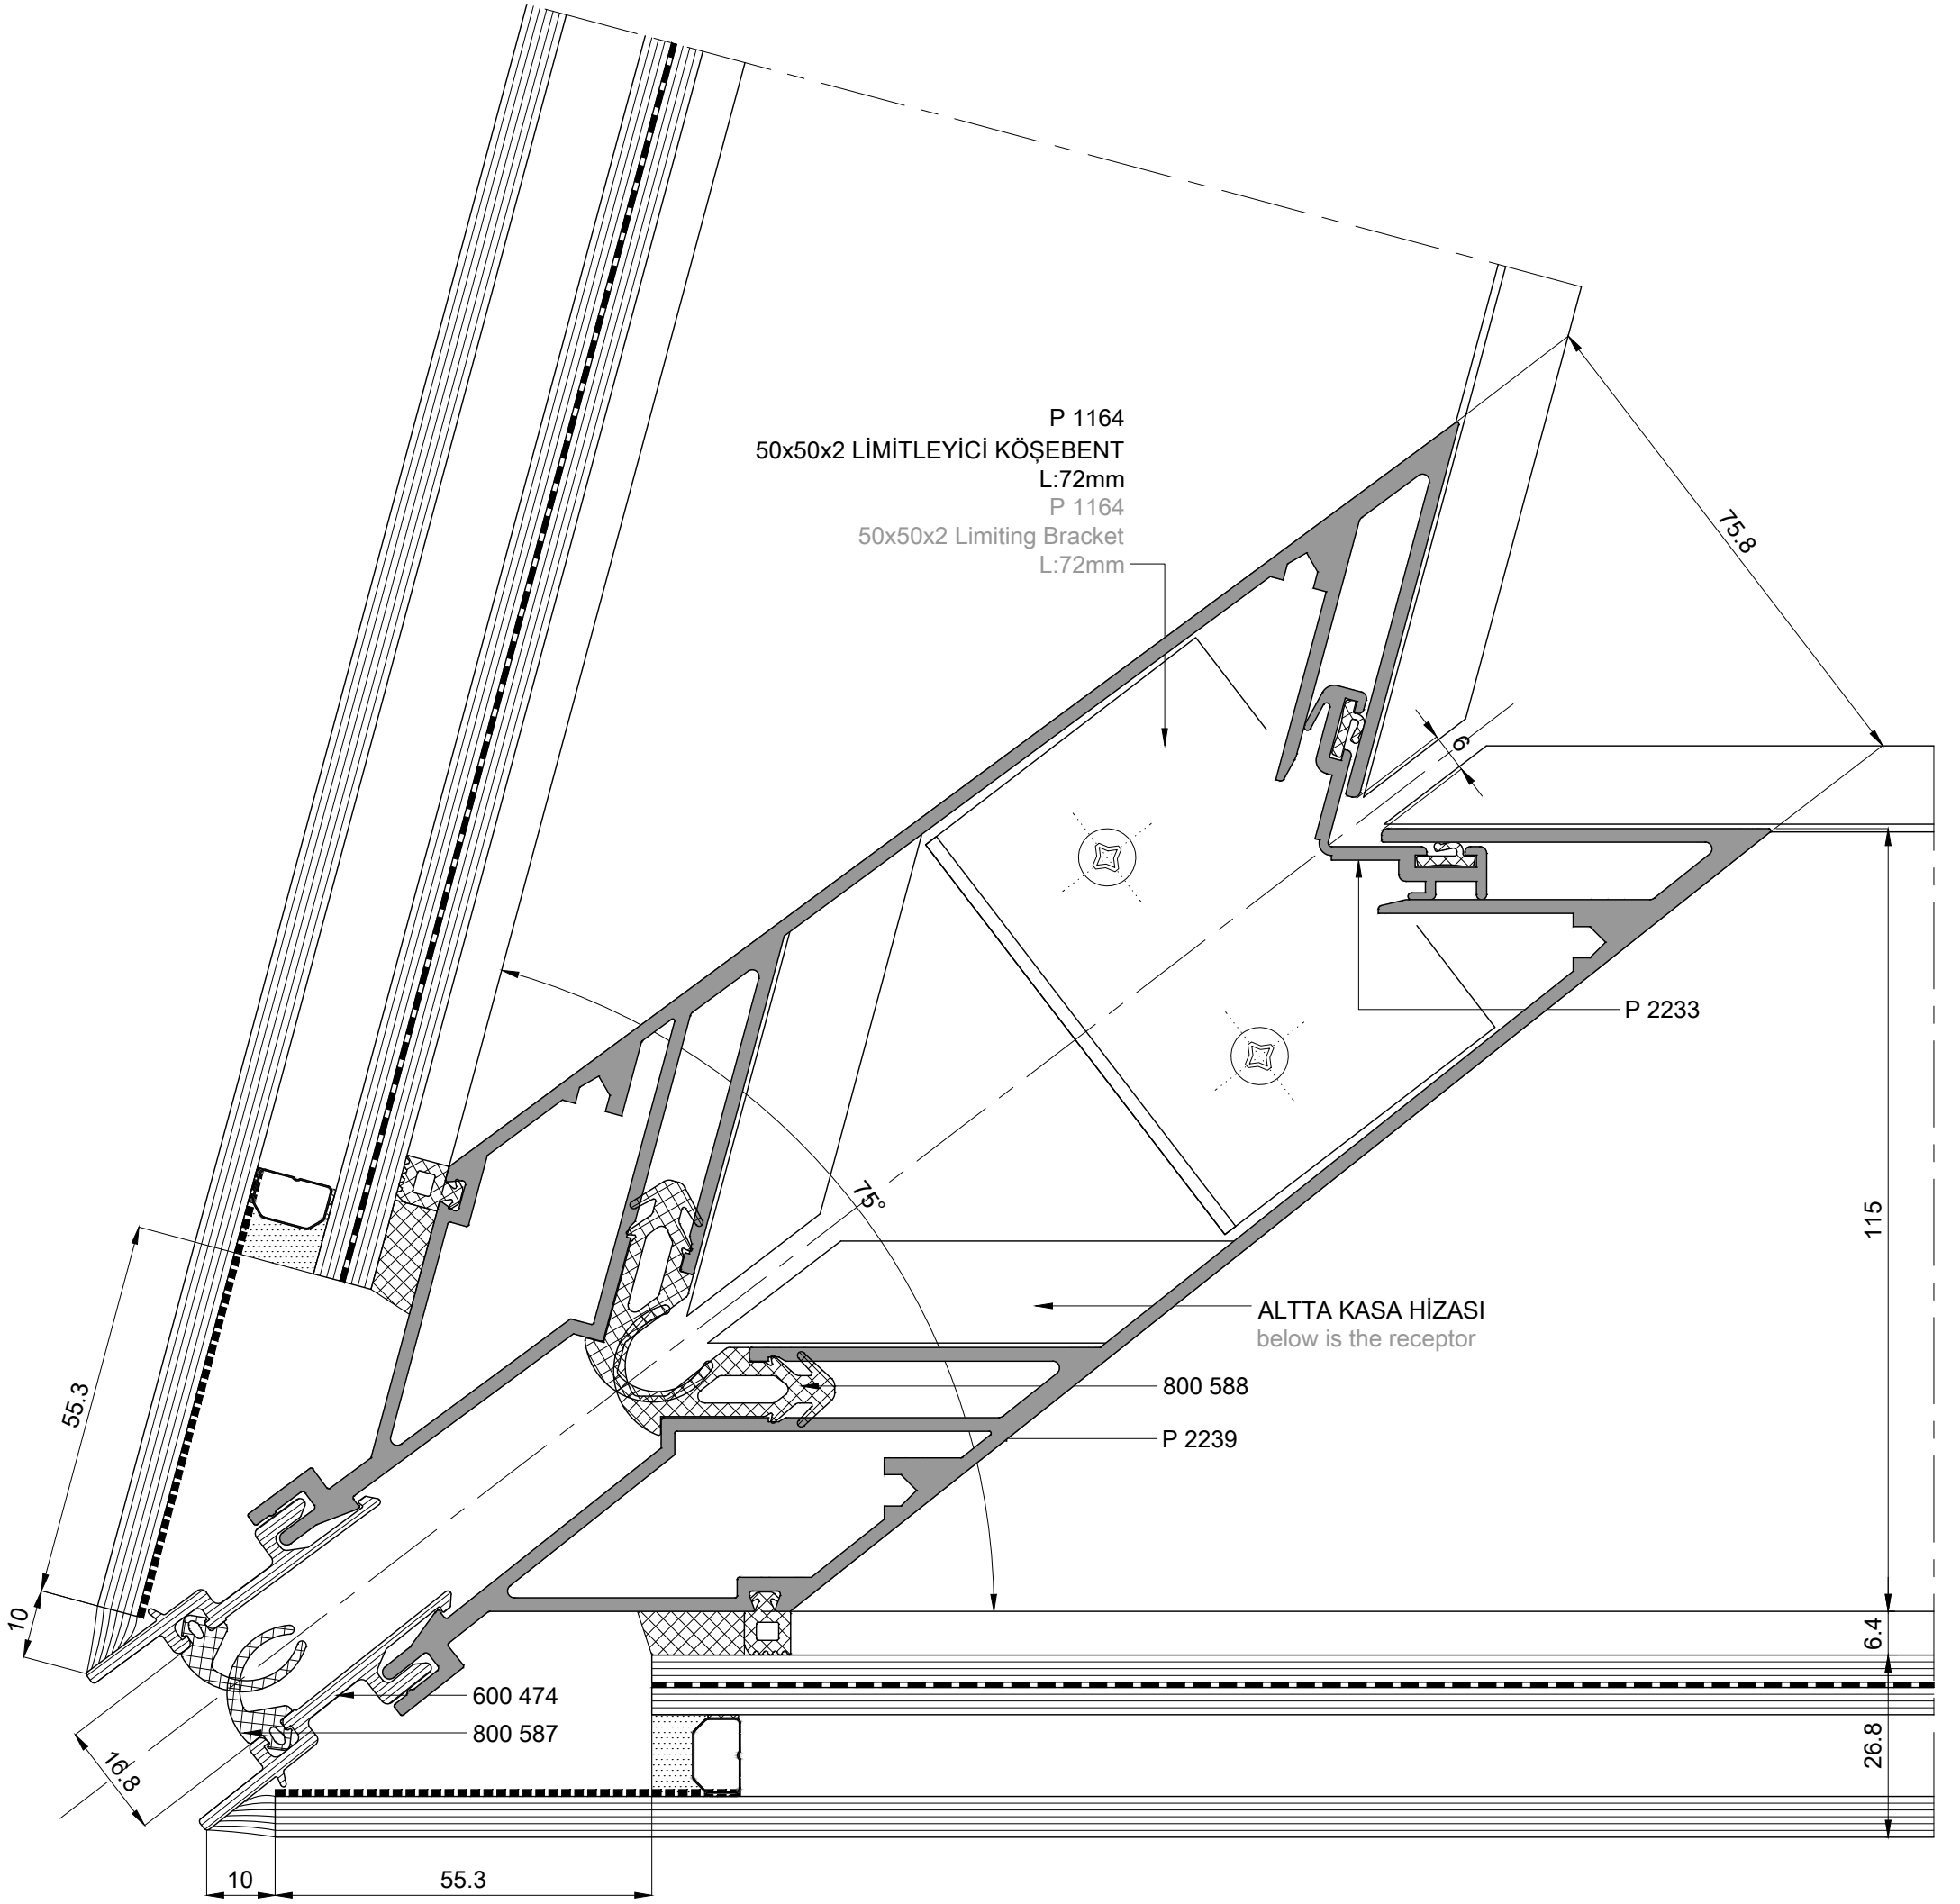 P 1164
50x50x2 LİMİTLEYİCİ KÖŞEBENT
L:72mm
P 1164
50x50x2 Limiting Bracket
L:72mm
75.8
6
P 2233
75°
115
ALTTA KASA HİZASI
below is the receptor
800 588
P 2239
55.3
10
6.4
600 474
800 587
26.8
16.8
10
55.3